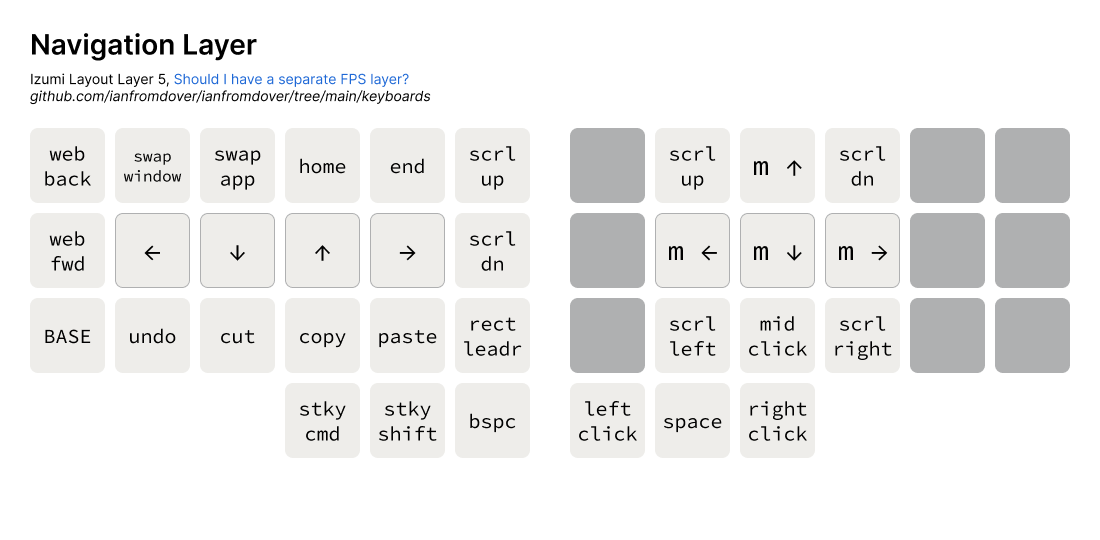 Navigation Layer
Izumi Layout Layer 5, Should I have a separate FPS layer?
github.com/ianfromdover/ianfromdover/tree/main/keyboards
web back
swap window
swap app
home
end
scrl up
scrl up
m ↑
scrl dn
web fwd
←
↓
↑
→
scrl dn
m ←
m ↓
m →
BASE
undo
cut
copy
paste
rect leadr
scrl left
mid click
scrl right
stky cmd
stky shift
bspc
left click
space
right click